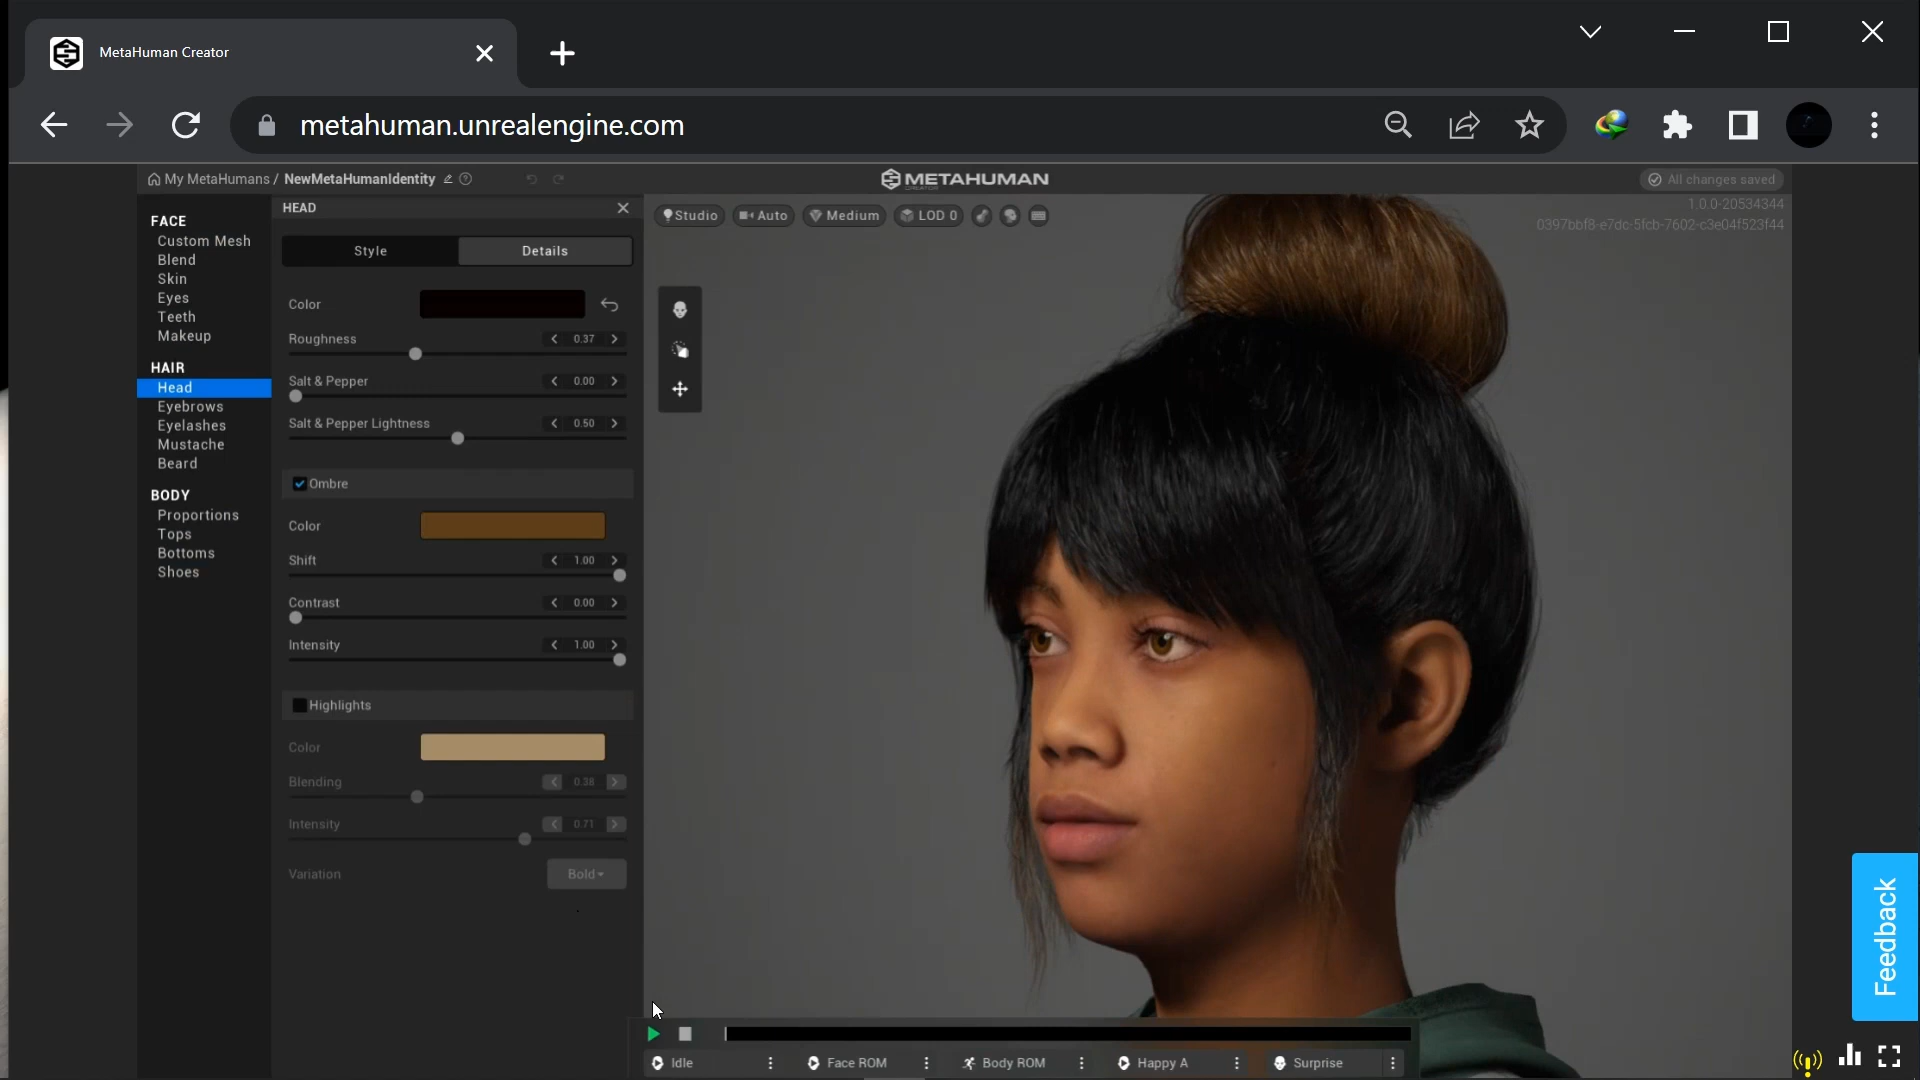 MetaHuman Creator
metahuman.unrealengine.com
My MetaHumans / NewMetaHumanIdentity
METAHUMAN
CREATOR
All changes saved
1.0.0-20534344
0397bbf8-e7dc-5fcb-7602-c3e04f523f44
FACE
Custom Mesh
Blend
Skin
Eyes
Teeth
Makeup
HAIR
Head
Eyebrows
Eyelashes
Mustache
Beard
BODY
Proportions
Tops
Bottoms
Shoes
HEAD
Style
Details
Color
Roughness 0.37
Salt & Pepper 0.00
Salt & Pepper Lightness 0.50
Ombre
Color
Shift 1.00
Contrast 0.00
Intensity 1.00
Highlights
Color
Blending 0.38
Intensity 0.71
Variation Bold
Studio Auto Medium LOD 0
Idle Face ROM Body ROM Happy A Surprise
Feedback